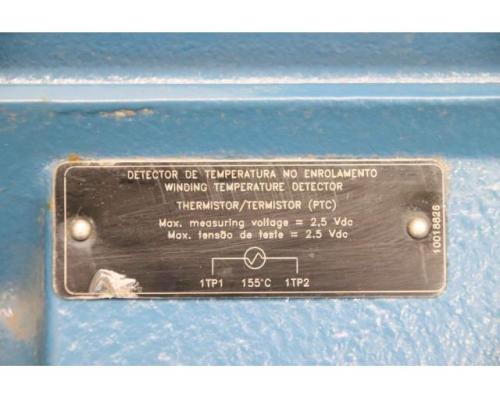 DETECTOR DE TEMPERATURA NO ENROLAMENTO
WINDING TEMPERATURE DETECTOR
THERMISTOR/TERMISTOR (PTC)
Max. measuring voltage = 2,5 Vdc
Max. tensão de teste = 2.5 Vdc
1TP1 155°C 1TP2
10018826